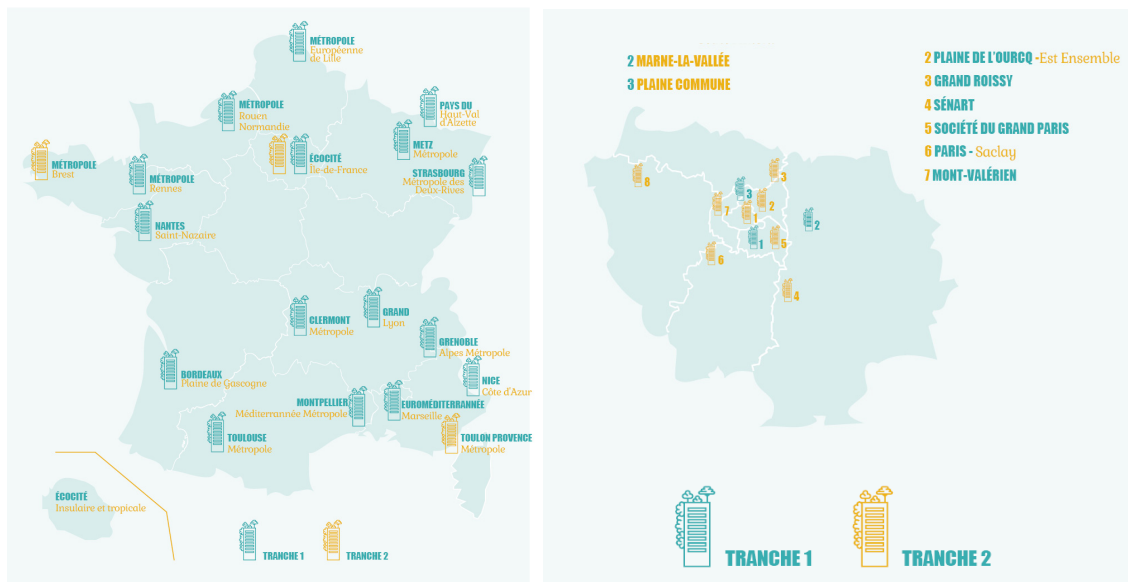 MÉTROPOLE
Européenne
de Lille
MÉTROPOLE
Rouen
Normandie
PAYS DU
Haut-Val
d'Alzette
METZ
Métropole
ÉCOCITÉ
Ile-de-France
STRASBOURG
Métropole des
Deux-Rives
MÉTROPOLE
Brest
MÉTROPOLE
Rennes
NANTES
Saint-Nazaire
CLERMONT
Métropole
GRAND
Lyon
GRENOBLE
Alpes Métropole
BORDEAUX
Plaine de Gascogne
NICE
Côte d'Azur
MONTPELLIER
Méditerrannée Métropole
EUROMÉDITERRANNÉE
Marseille
TOULOUSE
Métropole
TOULON PROVENCE
Métropole
ÉCOCITÉ
Insulaire et tropicale
TRANCHE 1
TRANCHE 2
2 MARNE-LA-VALLÉE
3 PLAINE COMMUNE
2 PLAINE DE L'OURCQ -Est Ensemble
3 GRAND ROISSY
4 SÉNART
5 SOCIÉTÉ DU GRAND PARIS
6 PARIS - Saclay
7 MONT-VALÉRIEN
8
3
3
2
7
1
2
1
5
6
4
TRANCHE 1
TRANCHE 2